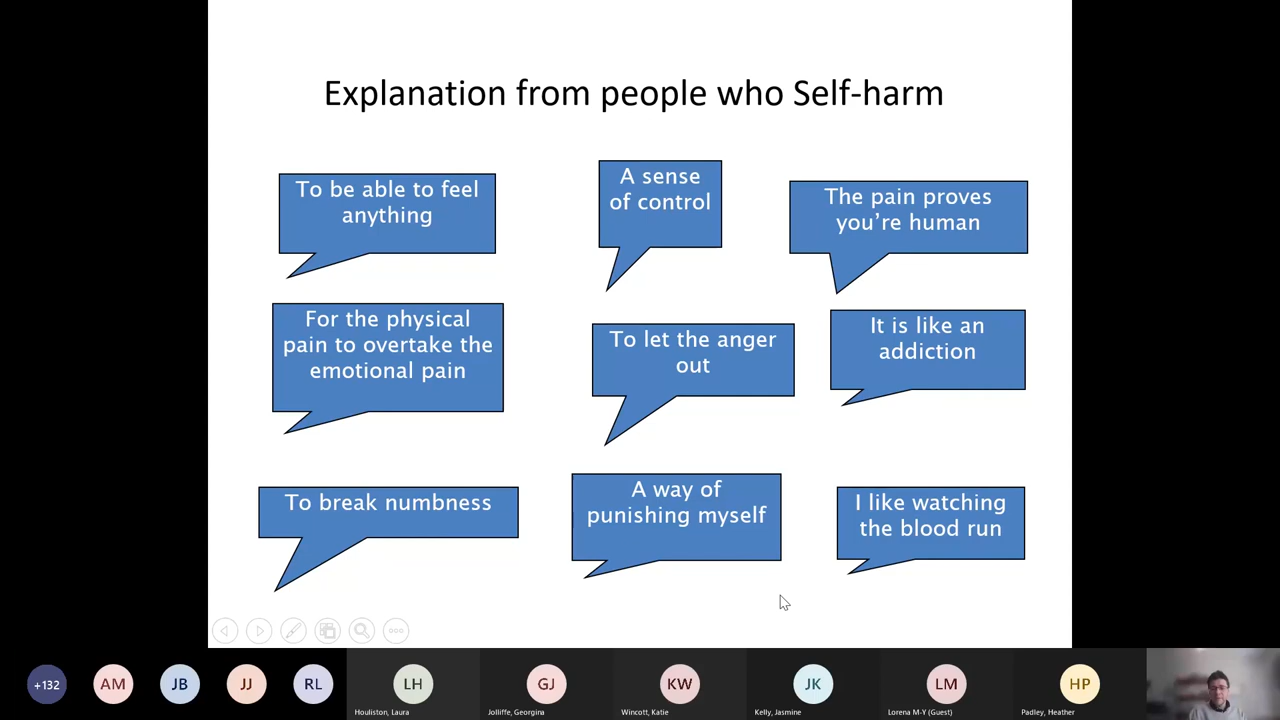 Explanation from people who Self-harm
To be able to feel
anything
A sense
of control
The pain proves
you’re human
For the physical
pain to overtake the
emotional pain
To let the anger
out
It is like an
addiction
To break numbness
A way of
punishing myself
I like watching
the blood run
+132
AM
JB
JJ
RL
LH
Houliston, Laura
GJ
Jolliffe, Georgina
KW
Wincott, Katie
JK
Kelly, Jasmine
LM
Lorena M-Y (Guest)
HP
Padley, Heather